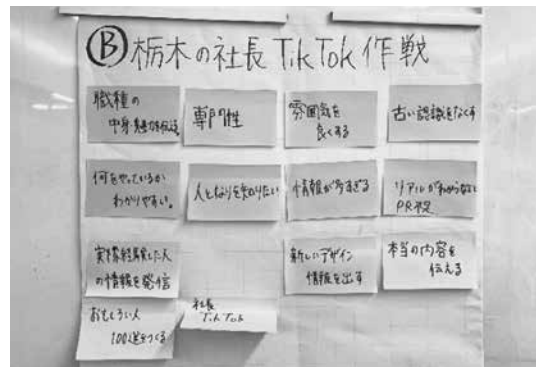 Ⓑ栃木の社長TikTok作戦
職種の
中身・魅力を伝える
専門性
雰囲気を
良くする
古い認識をなくす
何をやっているか
わかりやすい。
人となりを知りたい
情報が多すぎる
リアルがわからない
PR不足
実際経験した人
の情報を発信
新しいデザイン
情報を出す
本当の内容を
伝える
おもしろい人
100選をつくる
社長
TikTok